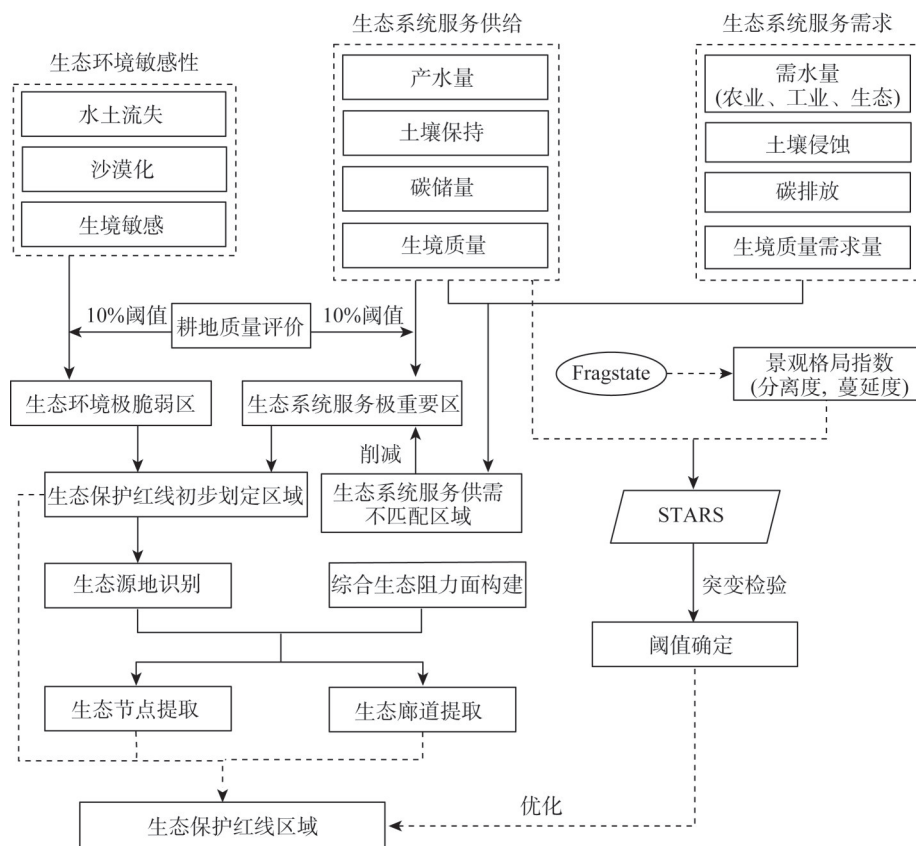 生态系统服务供给
生态系统服务需求
生态环境敏感性
产水量
需水量
(农业、工业、生态)
水土流失
土壤保持
土壤侵蚀
沙漠化
碳储量
碳排放
生境敏感
生境质量
生境质量需求量
10%阈值
耕地质量评价
10%阈值
Fragstate
景观格局指数
(分离度, 蔓延度)
生态环境极脆弱区
生态系统服务极重要区
削减
生态保护红线初步划定区域
生态系统服务供需
不匹配区域
STARS
生态源地识别
综合生态阻力面构建
突变检验
阈值确定
生态节点提取
生态廊道提取
优化
生态保护红线区域